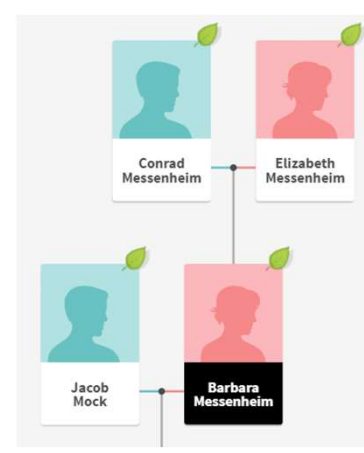 Conrad
Messenheim
Elizabeth
Messenheim
Jacob
Mock
Barbara
Messenheim